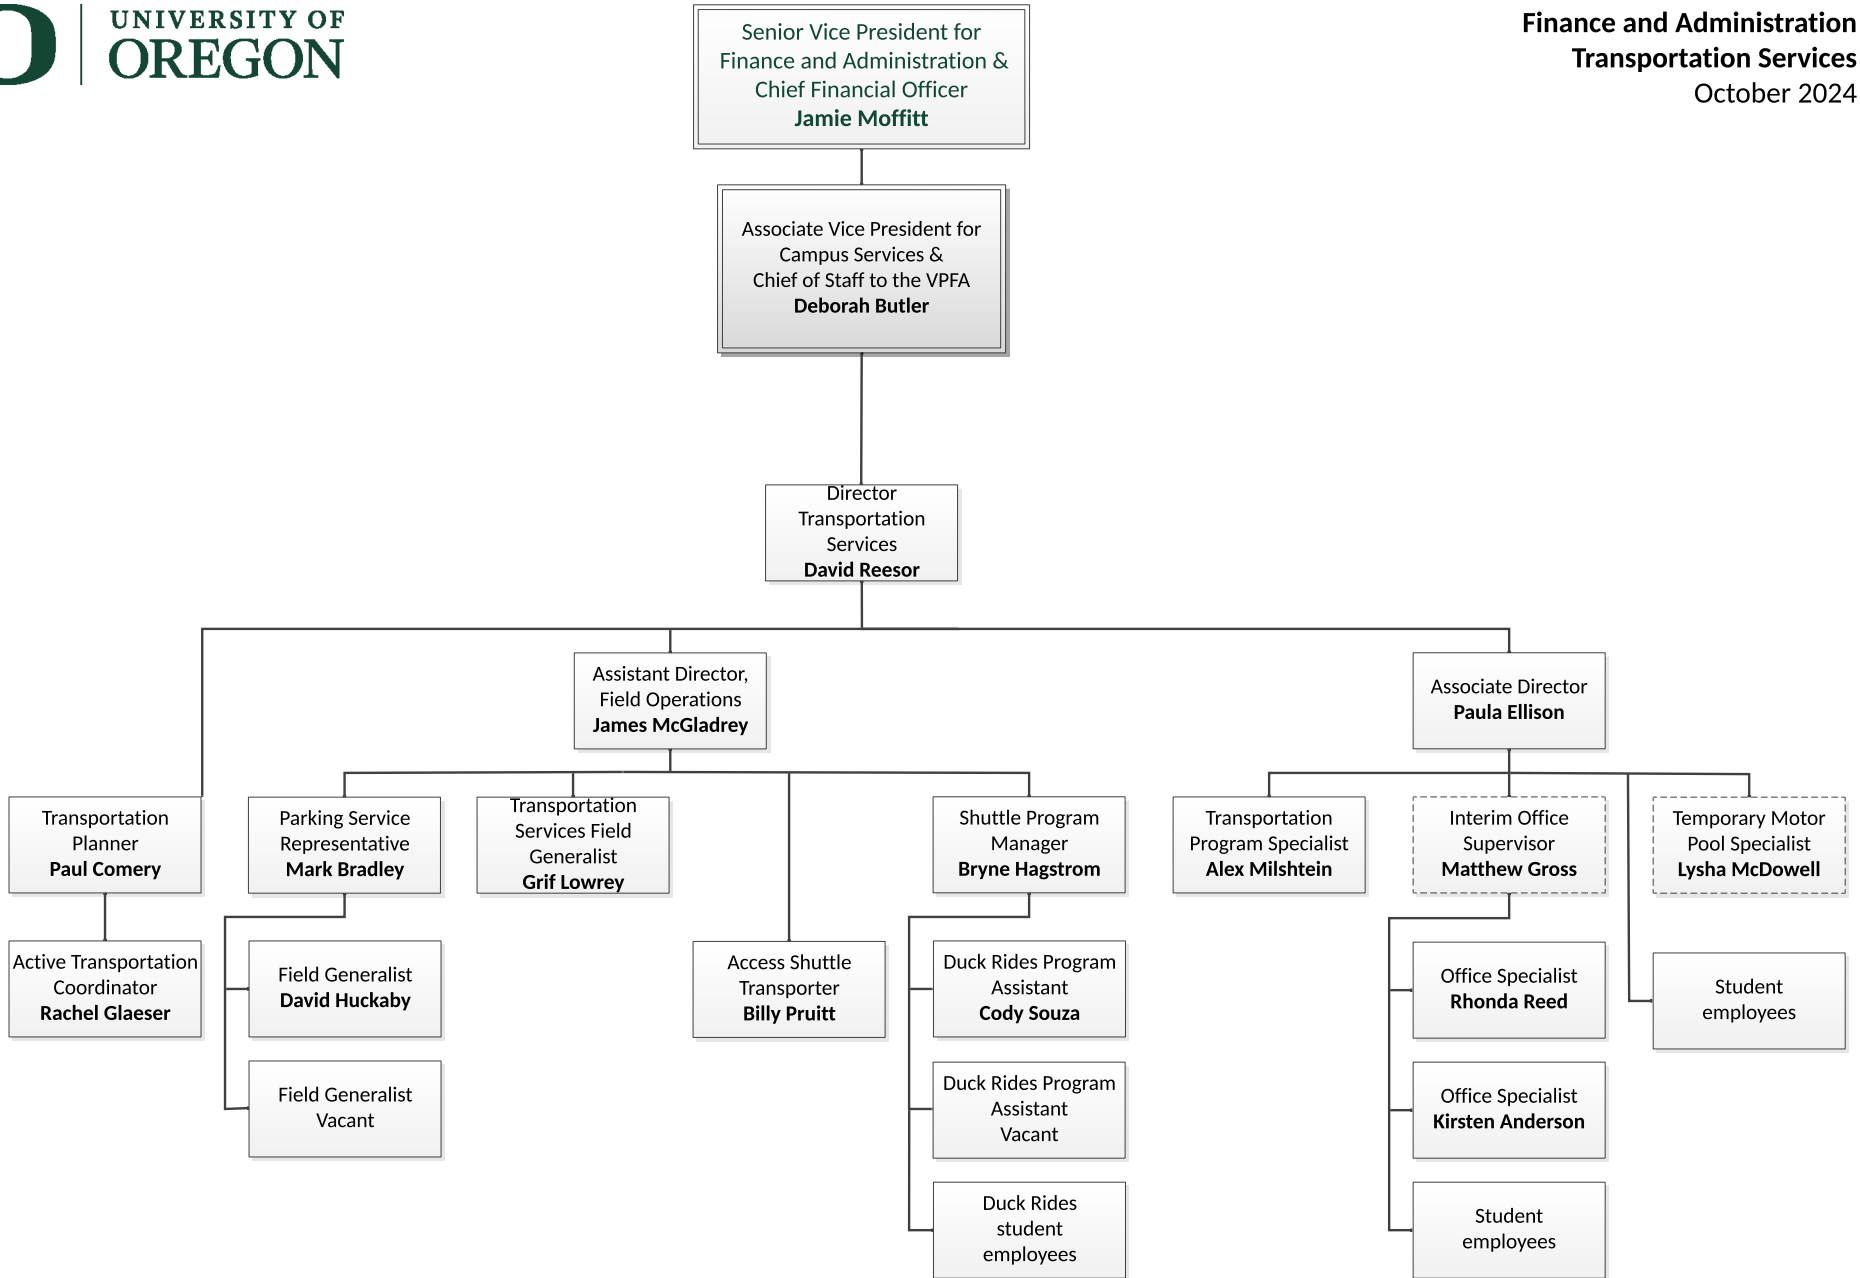 UNIVERSITY OF
OREGON
Finance and Administration
Transportation Services
October 2024
Senior Vice President for
Finance and Administration &
Chief Financial Officer
Jamie Moffitt
Associate Vice President for
Campus Services &
Chief of Staff to the VPFA
Deborah Butler
Director
Transportation
Services
David Reesor
Assistant Director,
Field Operations
James McGladrey
Associate Director
Paula Ellison
Transportation
Planner
Paul Comery
Parking Service
Representative
Mark Bradley
Transportation
Services Field
Generalist
Grif Lowrey
Shuttle Program
Manager
Bryne Hagstrom
Transportation
Program Specialist
Alex Milshtein
Interim Office
Supervisor
Matthew Gross
Temporary Motor
Pool Specialist
Lysha McDowell
Active Transportation
Coordinator
Rachel Glaeser
Field Generalist
David Huckaby
Access Shuttle
Transporter
Billy Pruitt
Duck Rides Program
Assistant
Cody Souza
Office Specialist
Rhonda Reed
Student
employees
Field Generalist
Vacant
Duck Rides Program
Assistant
Vacant
Office Specialist
Kirsten Anderson
Duck Rides
student
employees
Student
employees